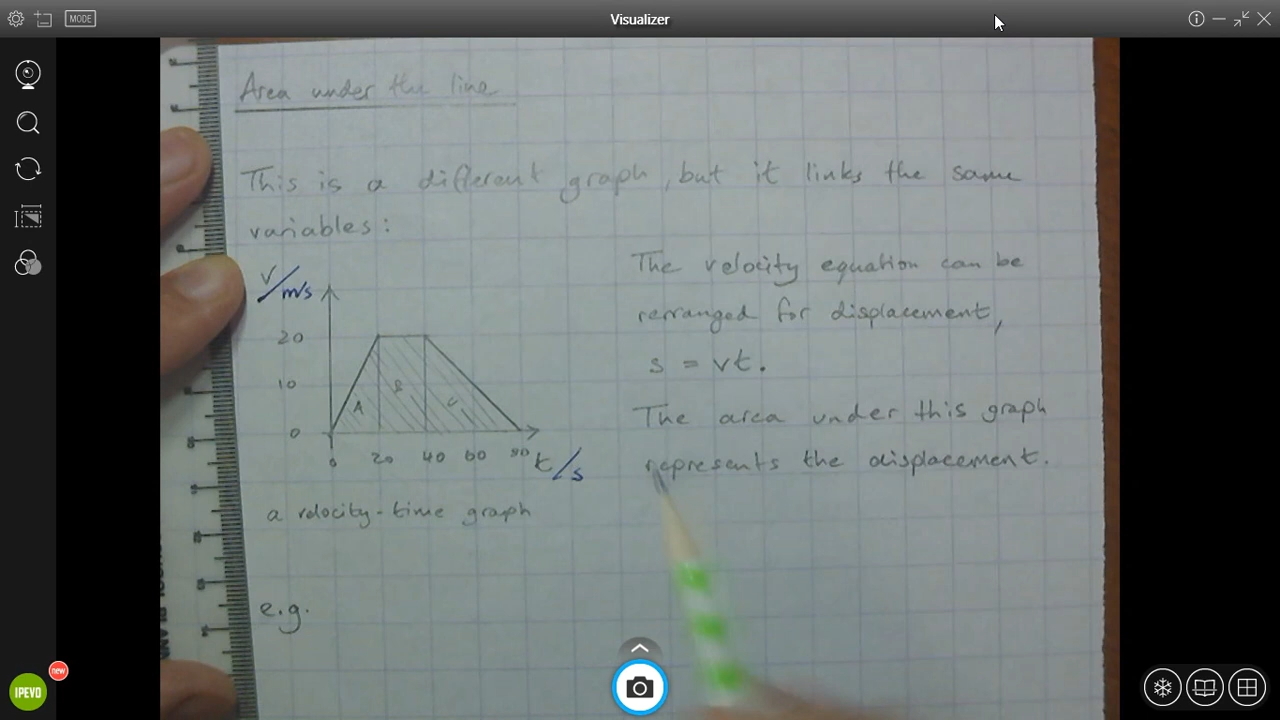 MODE
Visualizer
Area under the line
This is a different graph, but it links the same
variables:
V/m/s
20
10
0
A
B
C
0 20 40 60 80 t/s
a velocity-time graph
The velocity equation can be
rerranged for displacement,
s = vt.
The area under this graph
represents the displacement.
e.g.
new
IPEVO